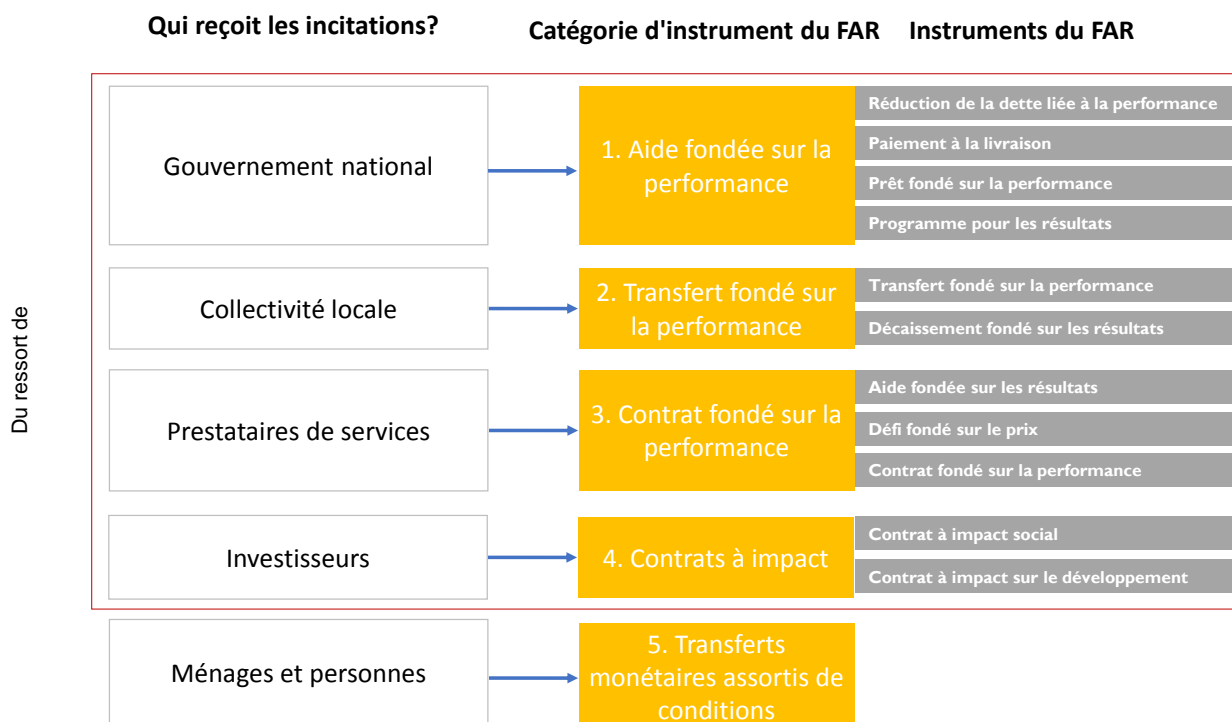 Qui reçoit les incitations?
Catégorie d'instrument du FAR
Instruments du FAR
Du ressort de
Gouvernement national
1. Aide fondée sur la
performance
Réduction de la dette liée à la performance
Paiement à la livraison
Prêt fondé sur la performance
Programme pour les résultats
Collectivité locale
2. Transfert fondé sur
la performance
Transfert fondé sur la performance
Décaissement fondé sur les résultats
Prestataires de services
3. Contrat fondé sur la
performance
Aide fondée sur les résultats
Défi fondé sur le prix
Contrat fondé sur la performance
Investisseurs
4. Contrats à impact
Contrat à impact social
Contrat à impact sur le développement
Ménages et personnes
5. Transferts
monétaires assortis de
conditions